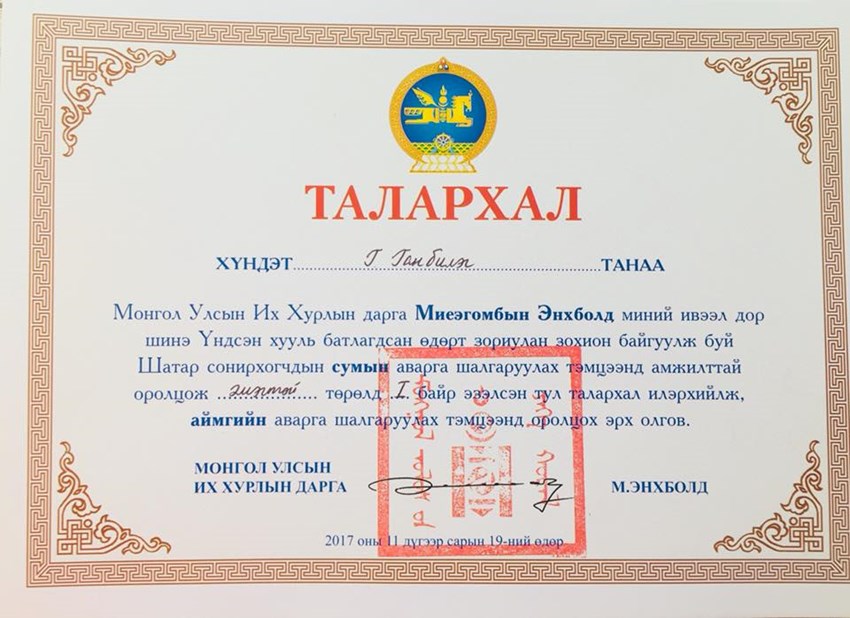 ТАЛАРХАЛ
ХҮНДЭТ..........Г Ганбилэг..........ТАНАА
Монгол Улсын Их Хурлын дарга Миеэгомбын Энхболд миний ивээл дор
шинэ Үндсэн хууль батлагдсан өдөрт зориулан зохион байгуулж буй
Шатар сонирхогчдын сумын аварга шалгаруулах тэмцээнд амжилттай
оролцож ...эмэгтэй... төрөлд ..I.. байр эзэлсэн тул талархал илэрхийлж,
аймгийн аварга шалгаруулах тэмцээнд оролцох эрх олгов.
МОНГОЛ УЛСЫН
ИХ ХУРЛЫН ДАРГА М.ЭНХБОЛД
2017 оны 11 дүгээр сарын 19-ний өдөр